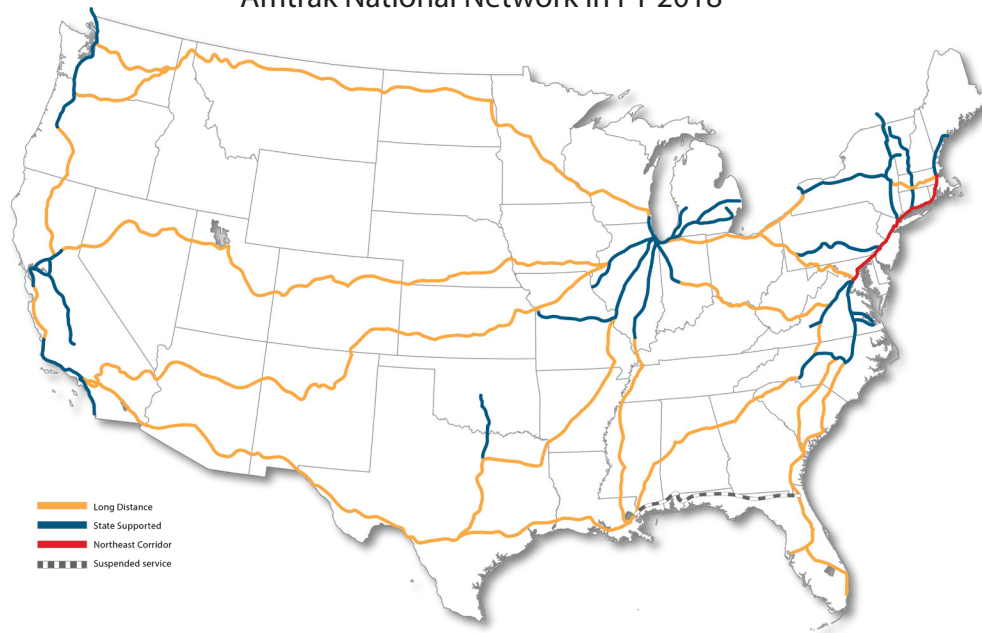 Amtrak National Network in FY 2018
Long Distance
State Supported
Northeast Corridor
Suspended service